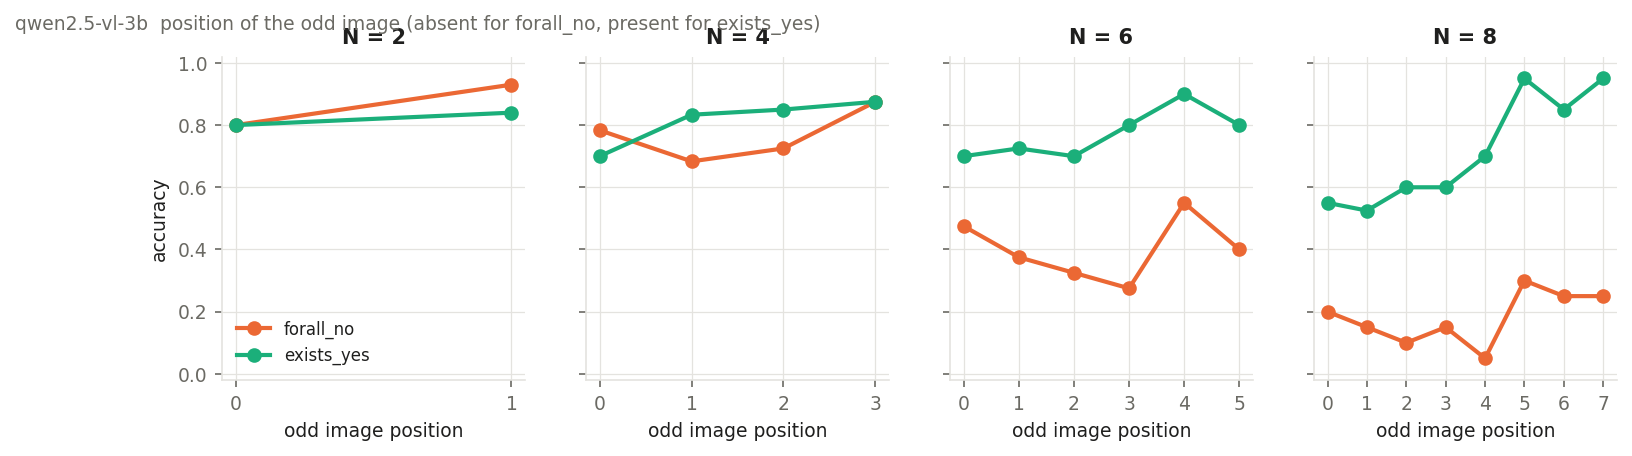 qwen2.5-vl-3b  position of the odd image (absent for forall_no, present for exists_yes)
N = 2
N = 4
N = 6
N = 8
accuracy
1.0
0.8
0.6
0.4
0.2
0.0
forall_no
exists_yes
0 1
0 1 2 3
0 1 2 3 4 5
0 1 2 3 4 5 6 7
odd image position
odd image position
odd image position
odd image position